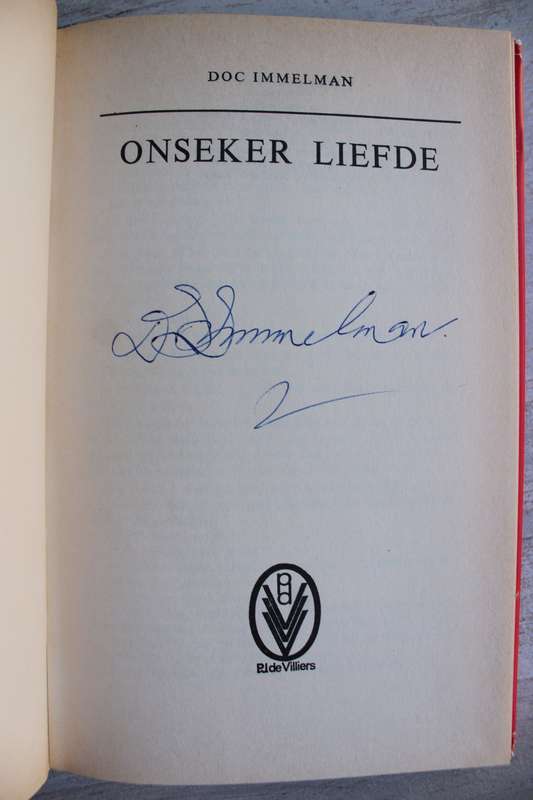 DOC IMMELMAN
ONSEKER LIEFDE
Immelman.
P.J. de Villiers